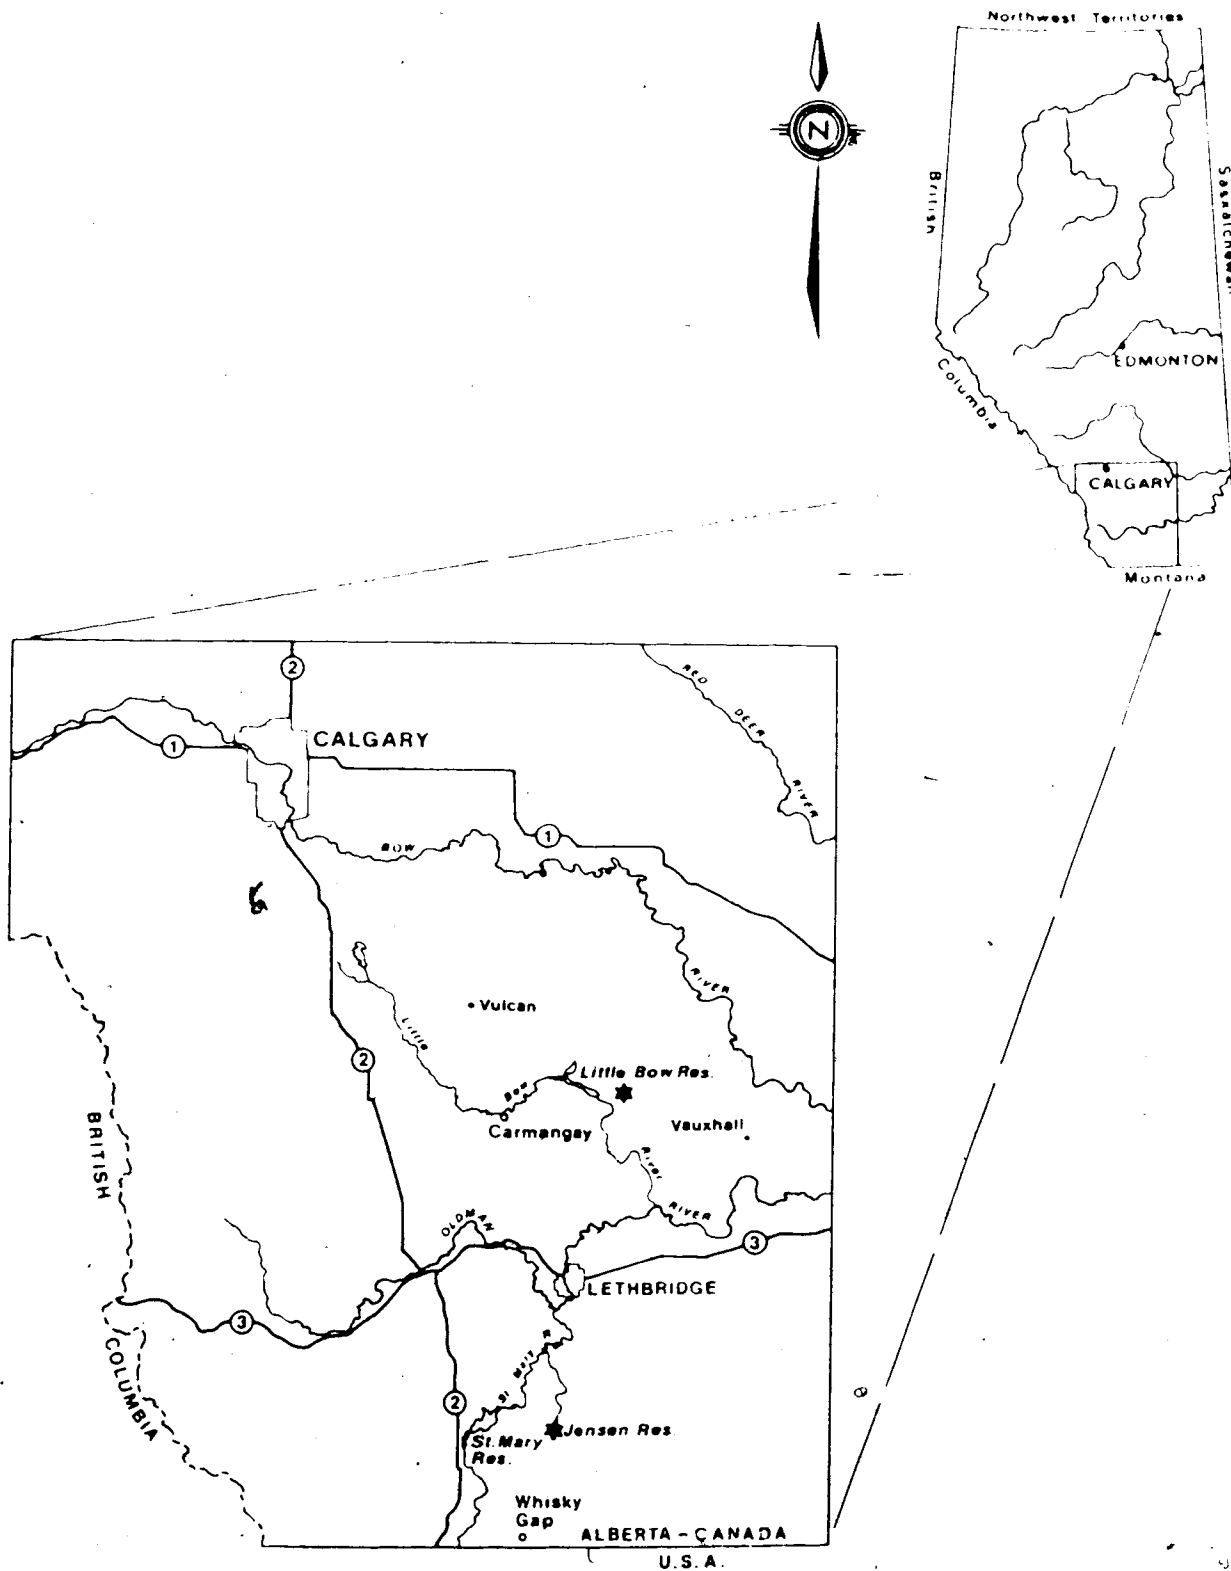 Northwest Territories
N
British
Saskatchewan
EDMONTON
Columbia
CALGARY
Montana
2
RED
DEER
RIVER
CALGARY
1
1
BOW
RIVER
Vulcan
Little
2
Little Bow Res.
Bow
Carmangay
Vauxhall
BRITISH
River
RIVER
OLDMAN
3
LETHBRIDGE
3
COLUMBIA
St. Mary R.
2
Jensen Res.
St. Mary
Res.
Whisky
Gap
ALBERTA - CANADA
U.S.A.